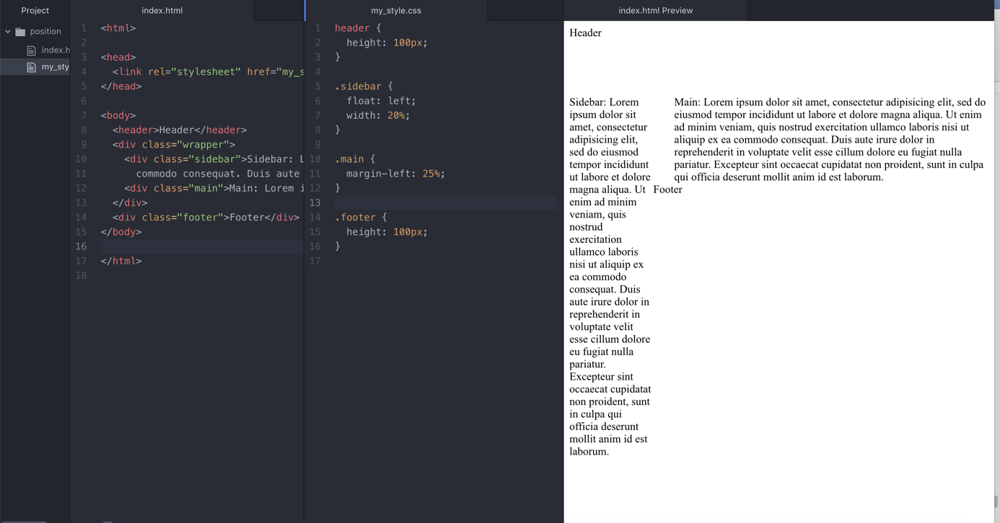 Project
position
index.h
my_sty
index.html
1 <html>
2
3 <head>
4 <link rel="stylesheet" href="my_s
5 </head>
6
7 <body>
8 <header>Header</header>
9 <div class="wrapper">
10 <div class="sidebar">Sidebar: L
11 commodo consequat. Duis aute
12 <div class="main">Main: Lorem i
13 </div>
14 <div class="footer">Footer</div>
15 </body>
16
17 </html>
18
my_style.css
1 header {
2 height: 100px;
3 }
4
5 .sidebar {
6 float: left;
7 width: 20%;
8 }
9
10 .main {
11 margin-left: 25%;
12 }
13
14 .footer {
15 height: 100px;
16 }
17
index.html Preview
Header
Sidebar: Lorem
ipsum dolor sit
amet, consectetur
adipisicing elit,
sed do eiusmod
tempor incididunt
ut labore et dolore
magna aliqua. Ut
enim ad minim
veniam, quis
nostrud
exercitation
ullamco laboris
nisi ut aliquip ex
ea commodo
consequat. Duis
aute irure dolor in
reprehenderit in
voluptate velit
esse cillum dolore
eu fugiat nulla
pariatur.
Excepteur sint
occaecat cupidatat
non proident, sunt
in culpa qui
officia deserunt
mollit anim id est
laborum.
Main: Lorem ipsum dolor sit amet, consectetur adipisicing elit, sed do
eiusmod tempor incididunt ut labore et dolore magna aliqua. Ut enim
ad minim veniam, quis nostrud exercitation ullamco laboris nisi ut
aliquip ex ea commodo consequat. Duis aute irure dolor in
reprehenderit in voluptate velit esse cillum dolore eu fugiat nulla
pariatur. Excepteur sint occaecat cupidatat non proident, sunt in culpa
qui officia deserunt mollit anim id est laborum.
Footer